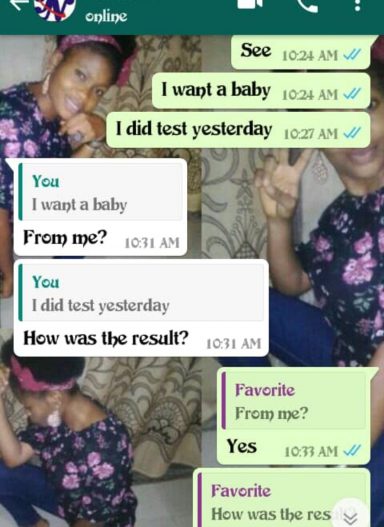 online
See 10:24 AM
I want a baby 10:24 AM
I did test yesterday 10:27 AM
You
I want a baby
From me? 10:31 AM
You
I did test yesterday
How was the result? 10:31 AM
Favorite
From me?
Yes 10:33 AM
Favorite
How was the res